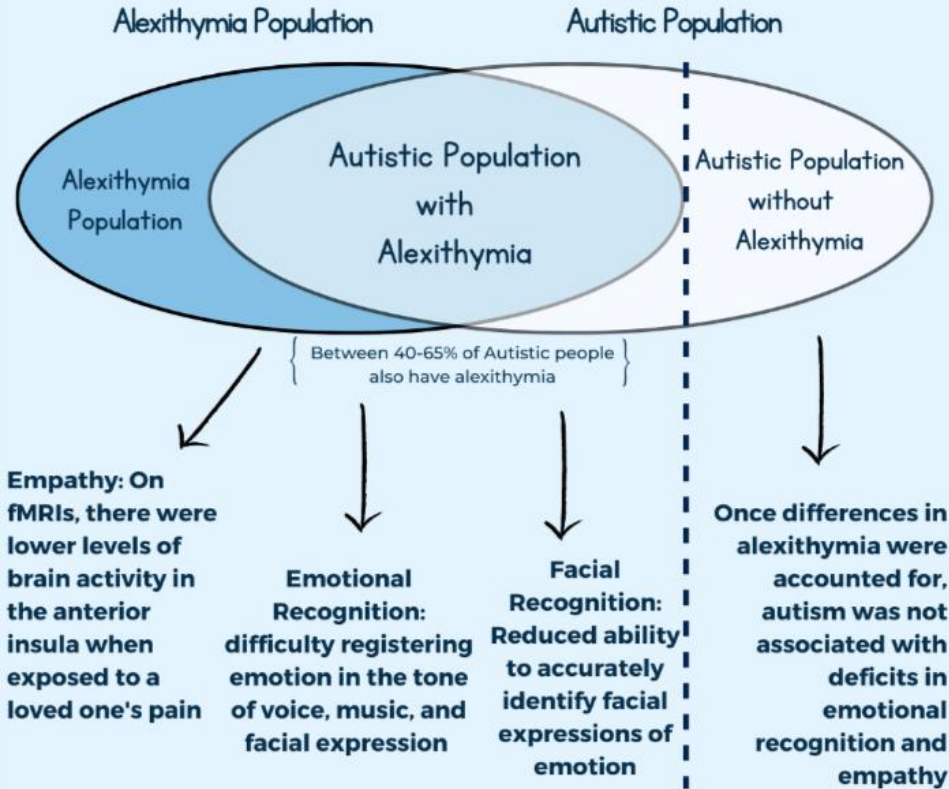 Alexithymia Population
Autistic Population
Alexithymia
Population
Autistic Population
with
Alexithymia
Autistic Population
without
Alexithymia
Between 40-65% of Autistic people
also have alexithymia
Empathy: On
fMRIs, there were
lower levels of
brain activity in
the anterior
insula when
exposed to a
loved one's pain
Emotional
Recognition:
difficulty registering
emotion in the tone
of voice, music, and
facial expression
Facial
Recognition:
Reduced ability
to accurately
identify facial
expressions of
emotion
Once differences in
alexithymia were
accounted for,
autism was not
associated with
deficits in
emotional
recognition and
empathy